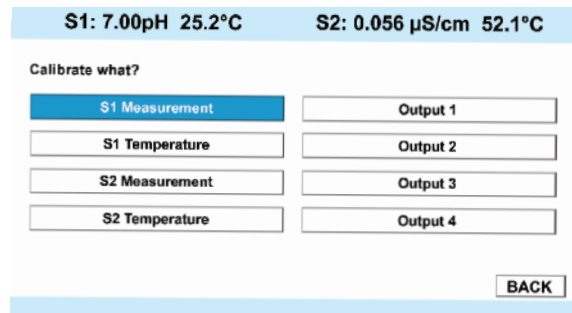 S1: 7.00pH 25.2°C S2: 0.056 µS/cm 52.1°C
Calibrate what?
S1 Measurement Output 1
S1 Temperature Output 2
S2 Measurement Output 3
S2 Temperature Output 4
BACK